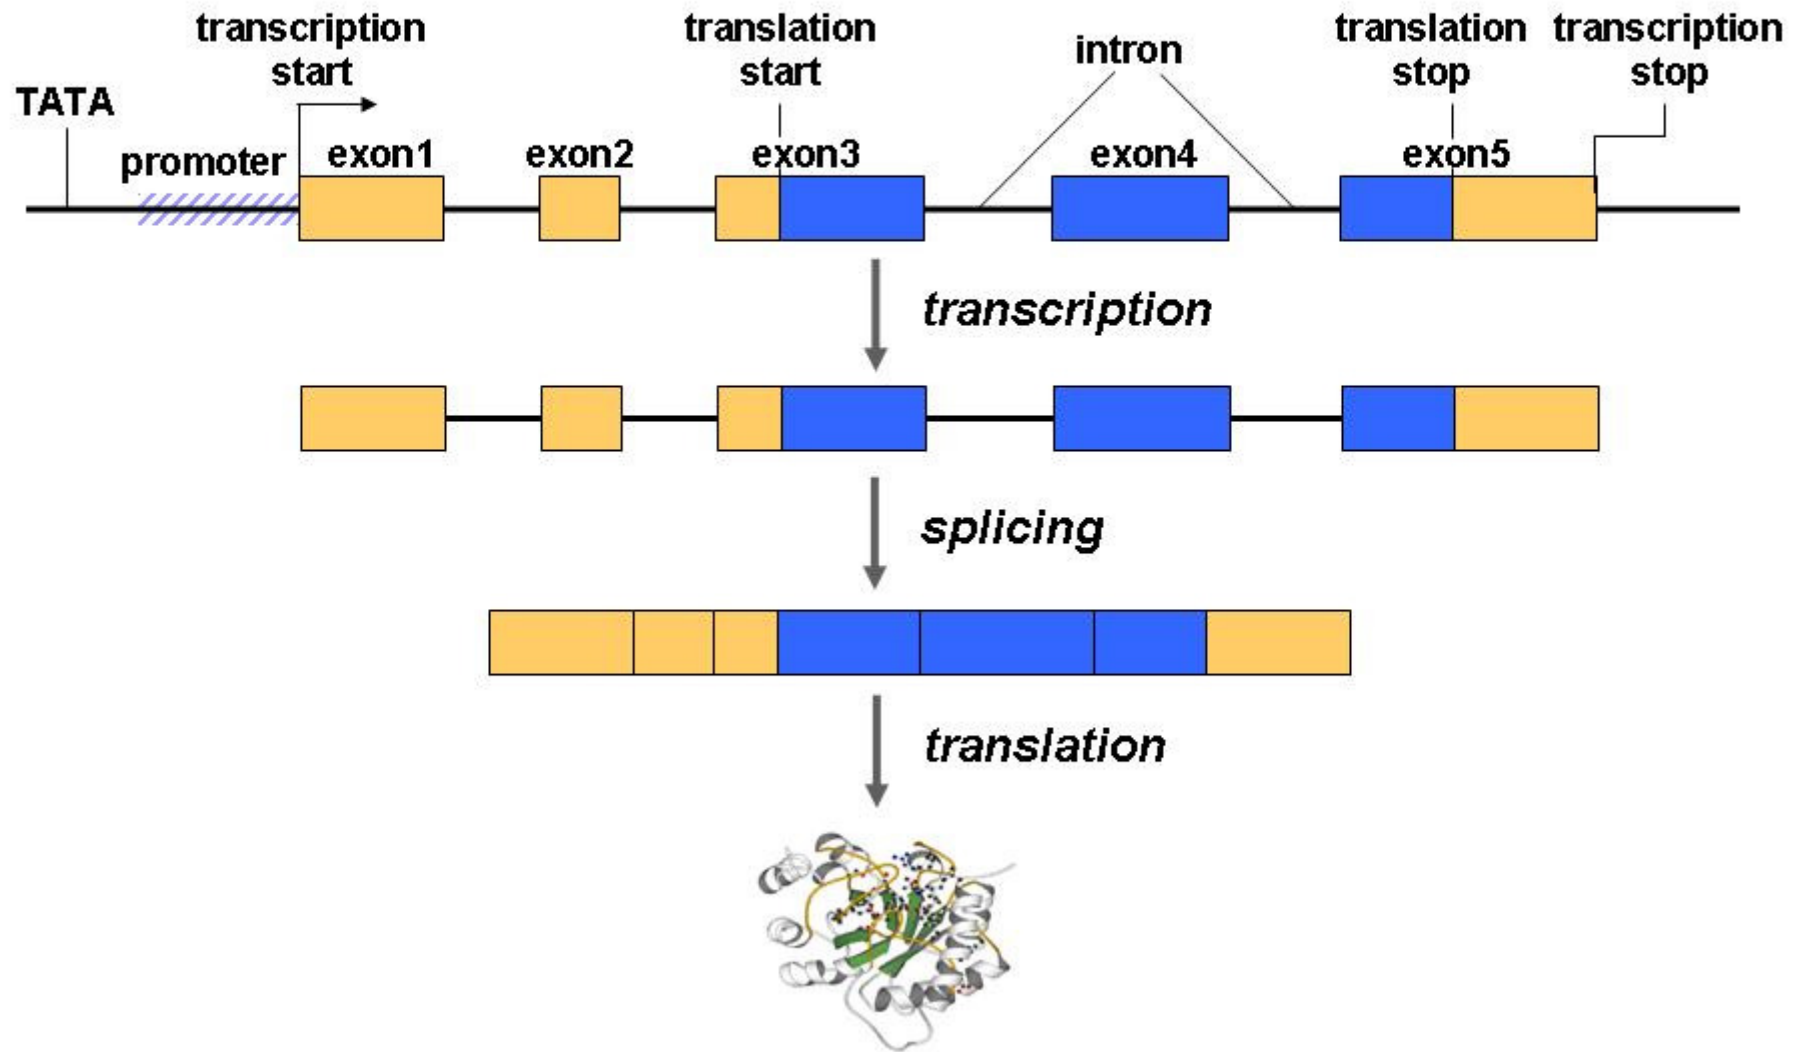 transcription
start
translation
start
intron
translation
stop
transcription
stop
TATA
promoter
exon1
exon2
exon3
exon4
exon5
transcription
splicing
translation